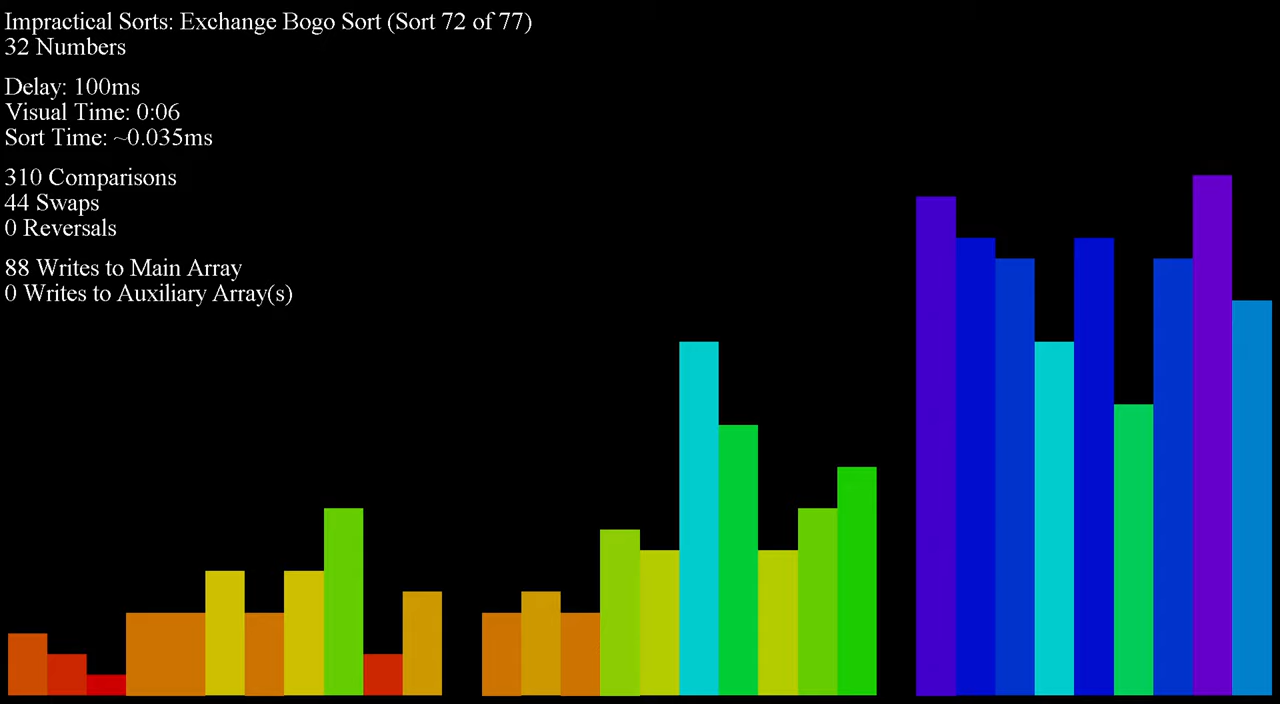 Impractical Sorts: Exchange Bogo Sort (Sort 72 of 77)
32 Numbers
Delay: 100ms
Visual Time: 0:06
Sort Time: ~0.035ms
310 Comparisons
44 Swaps
0 Reversals
88 Writes to Main Array
0 Writes to Auxiliary Array(s)